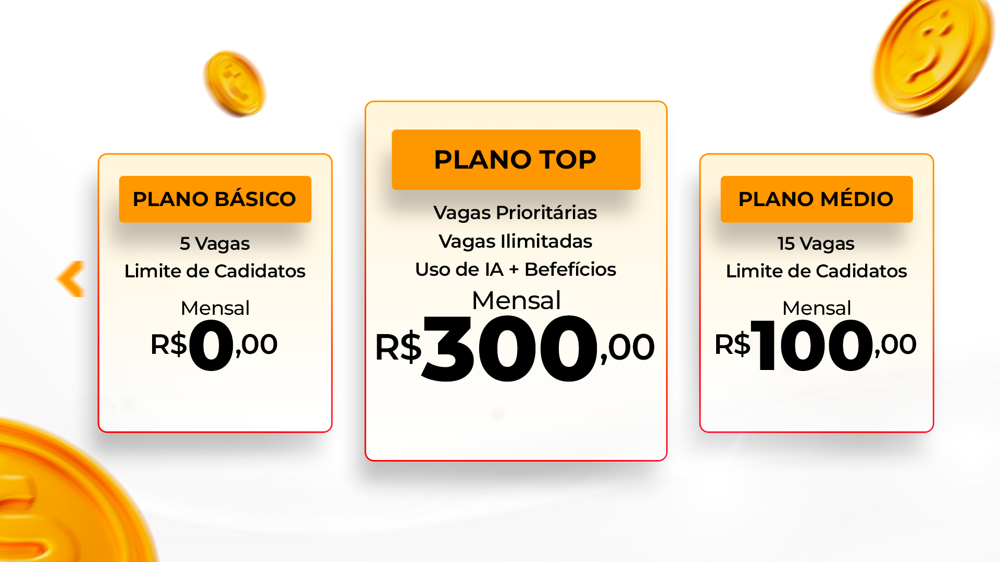 PLANO BÁSICO
5 Vagas
Limite de Cadidatos
Mensal
R$0,00
PLANO TOP
Vagas Prioritárias
Vagas Ilimitadas
Uso de IA + Befefícios
Mensal
R$300,00
PLANO MÉDIO
15 Vagas
Limite de Cadidatos
Mensal
R$100,00